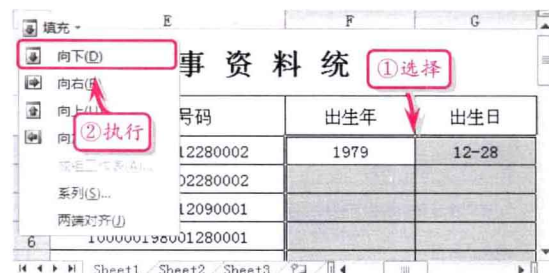 填充
E F G
向下(D)
事资料统
①选择
向右(R)
向上(U)
号码 出生年 出生日
②执行
12280002 1979 12-28
02280002
系列(S)...
12090001
两端对齐(J)
6 100000198001280001
Sheet1 Sheet2 Sheet3